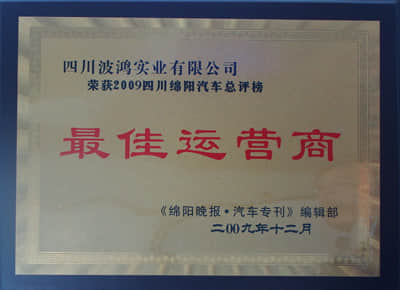 四川波鸿实业有限公司
荣获2009四川绵阳汽车总评榜
最佳运营商
《绵阳晚报·汽车专刊》编辑部
二00九年十二月